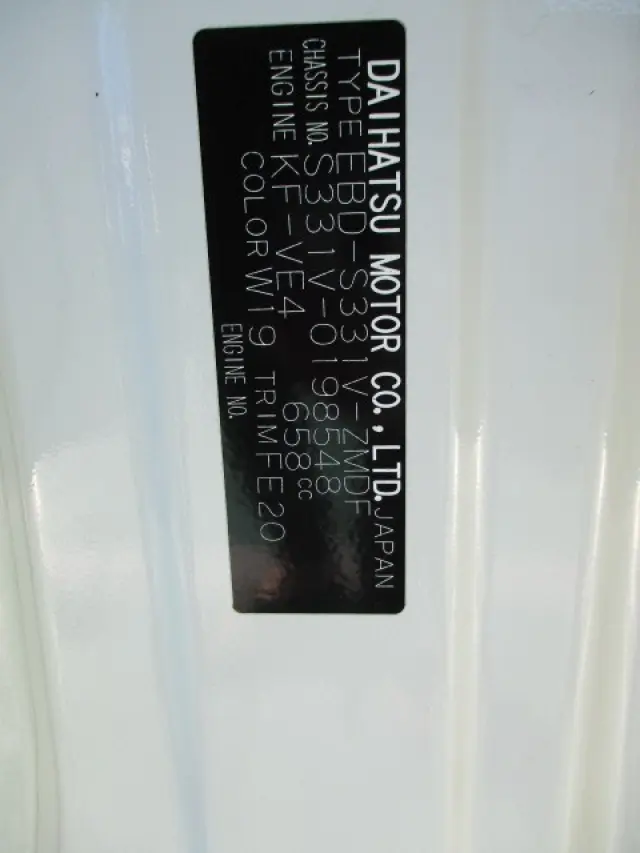 DAIHATSU MOTOR CO., LTD. JAPAN
TYPE EBD-S331V-ZMDF
CHASSIS NO. S331V-0198548
ENGINE KF-VE4 658cc
COLOR W19 TRIM FE20
ENGINE NO.